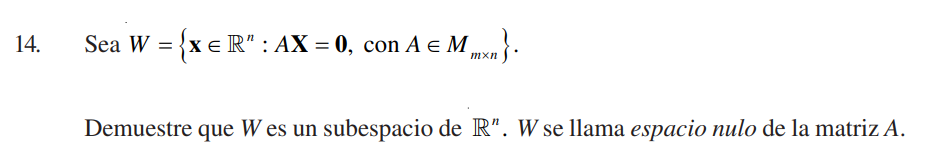 14. Sea W = {x ∈ ℝⁿ : AX = 0, con A ∈ Mₘₓₙ}.
Demuestre que W es un subespacio de ℝⁿ. W se llama espacio nulo de la matriz A.